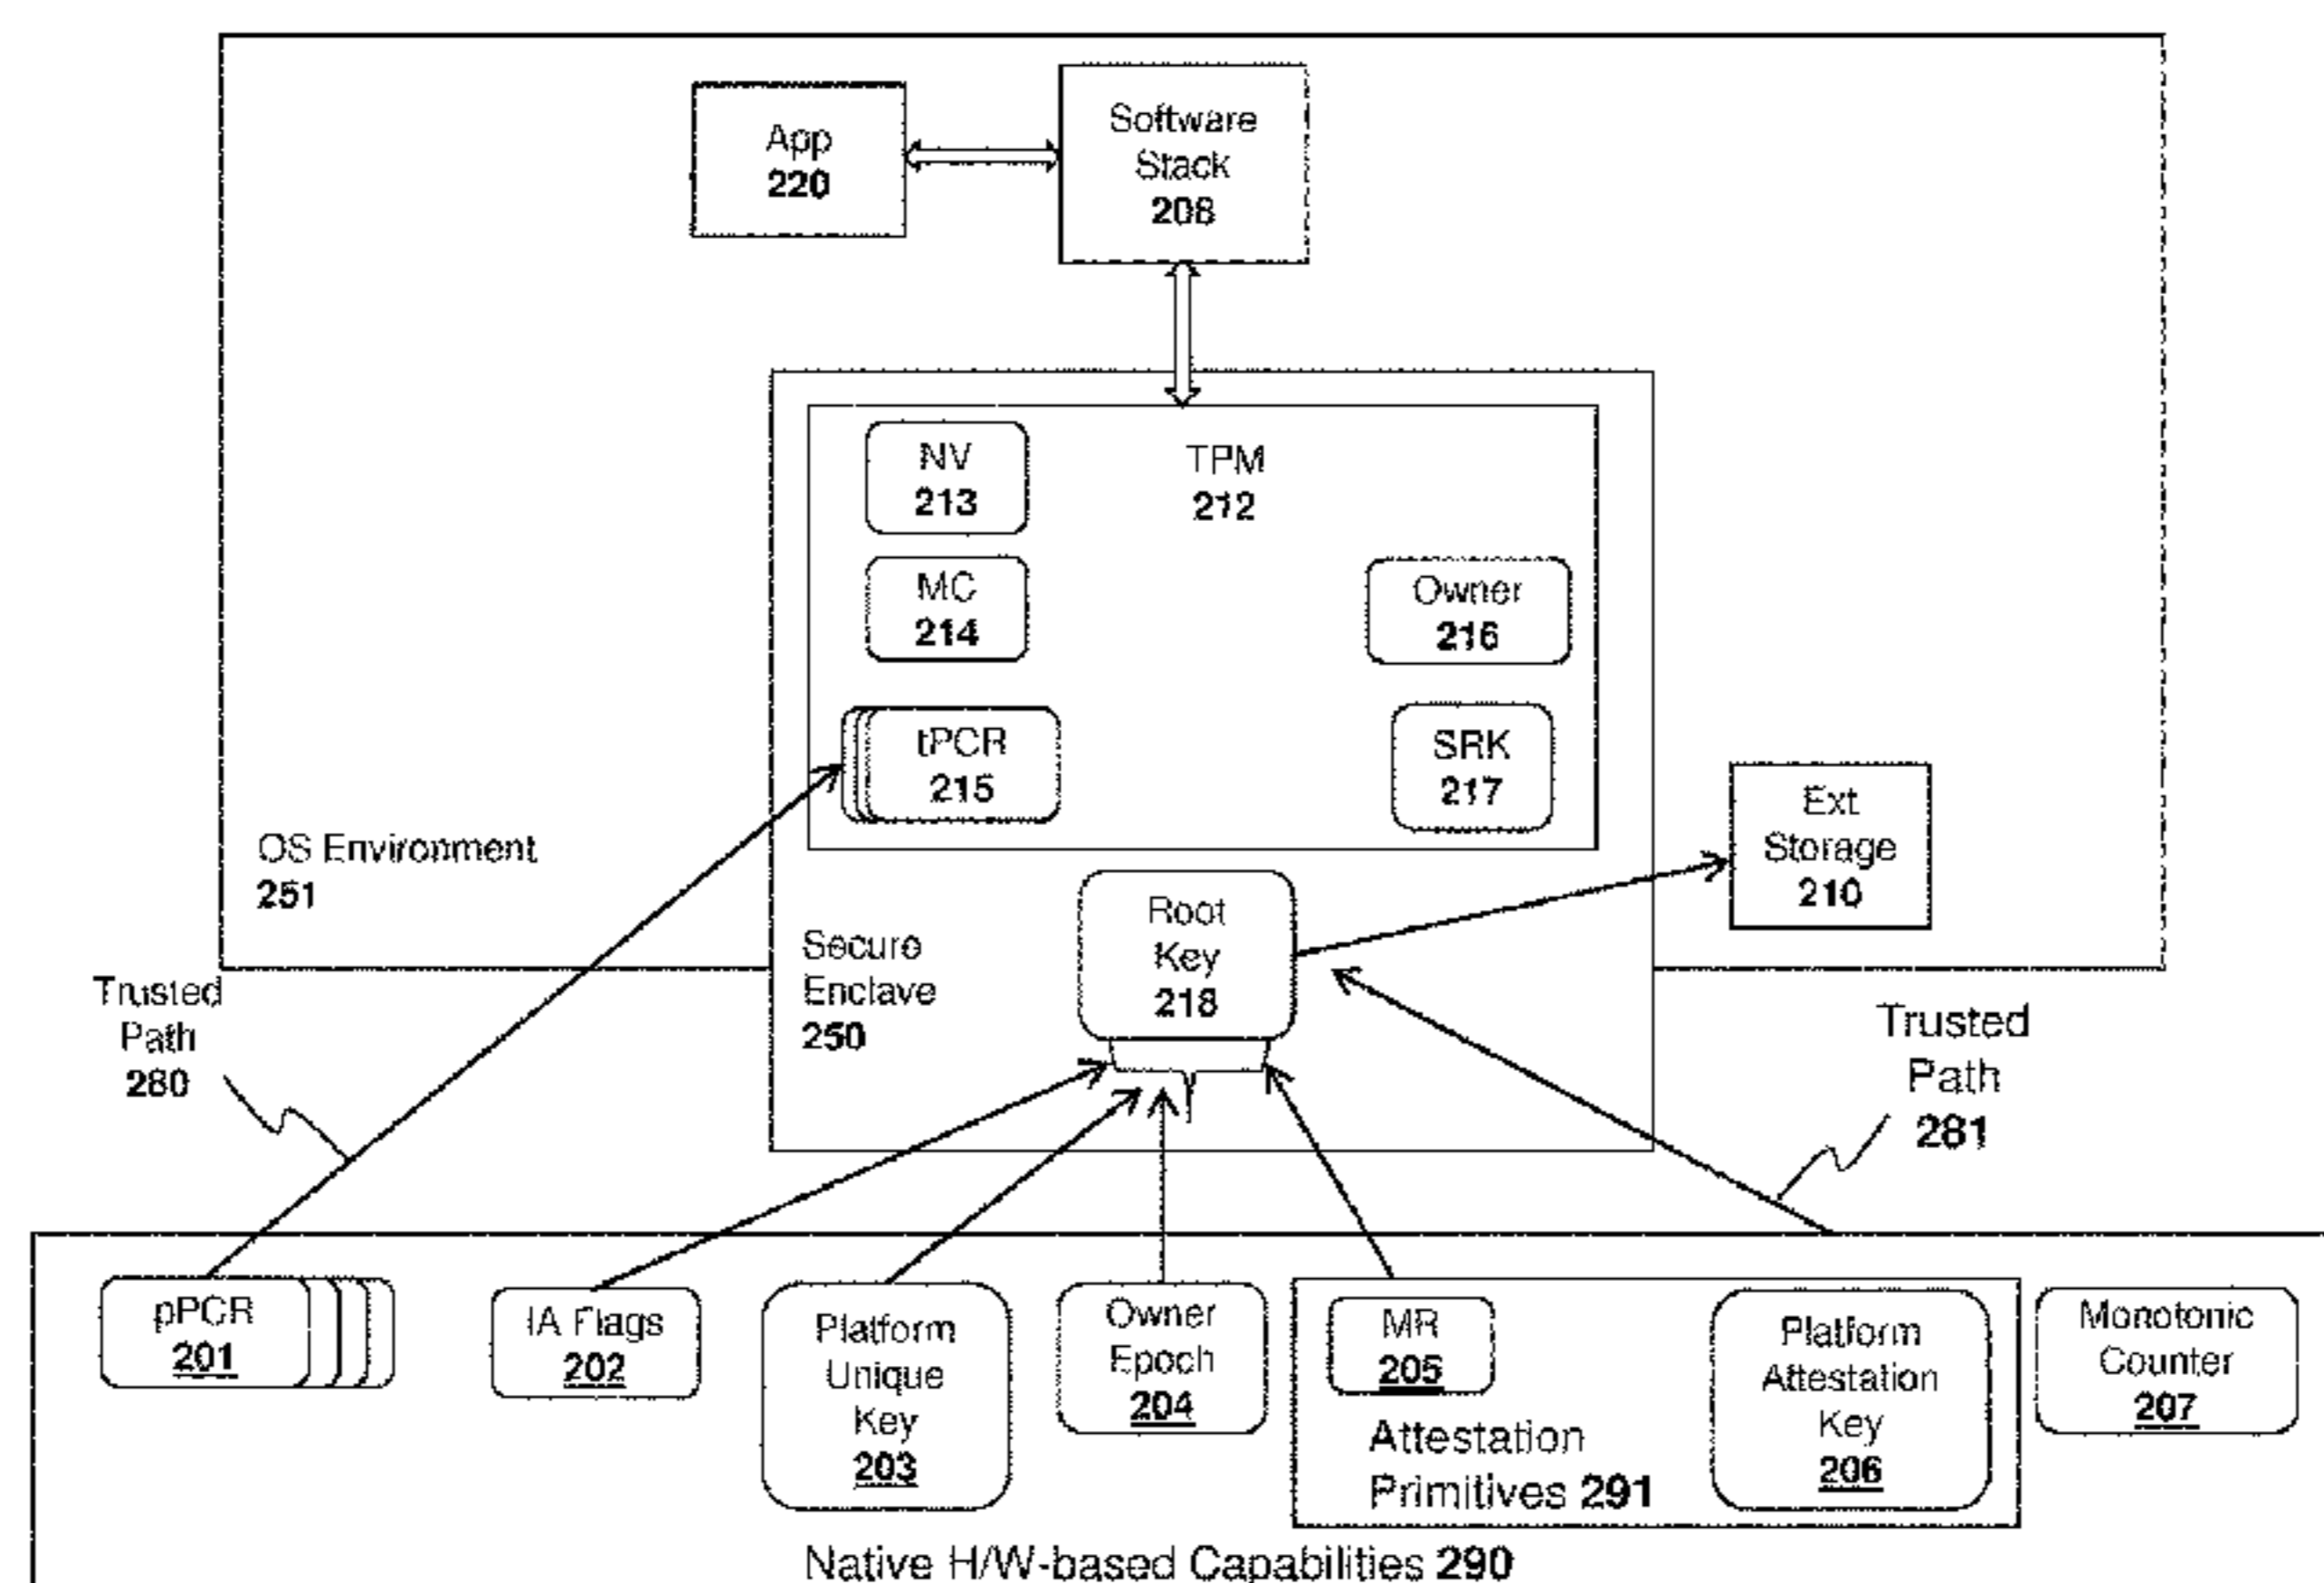 App
220
Software
Stack
208
NV
213
TPM
212
MC
214
Owner
216
tPCR
215
SRK
217
OS Environment
251
Ext
Storage
210
Root
Key
218
Secure
Enclave
250
Trusted
Path
280
Trusted
Path
281
pPCR
201
IA Flags
202
Platform
Unique
Key
203
Owner
Epoch
204
MR
205
Attestation
Primitives 291
Platform
Attestation
Key
206
Monotonic
Counter
207
Native H/W-based Capabilities 290